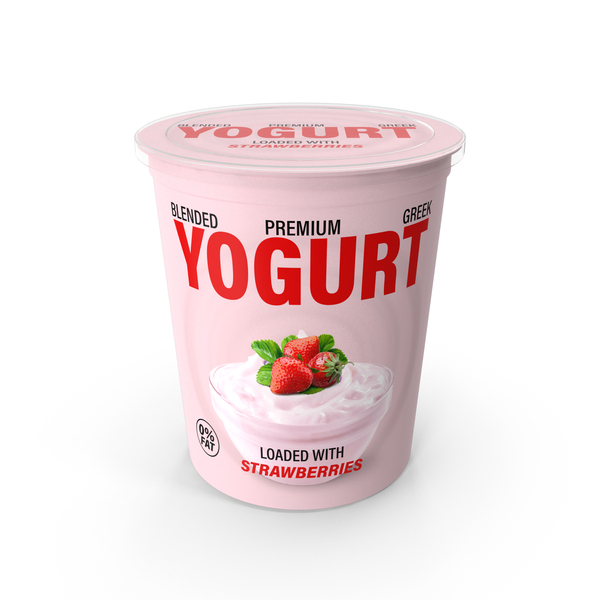 BLENDED PREMIUM GREEK
YOGURT
LOADED WITH
STRAWBERRIES
BLENDED PREMIUM GREEK
YOGURT
0%
FAT
LOADED WITH
STRAWBERRIES